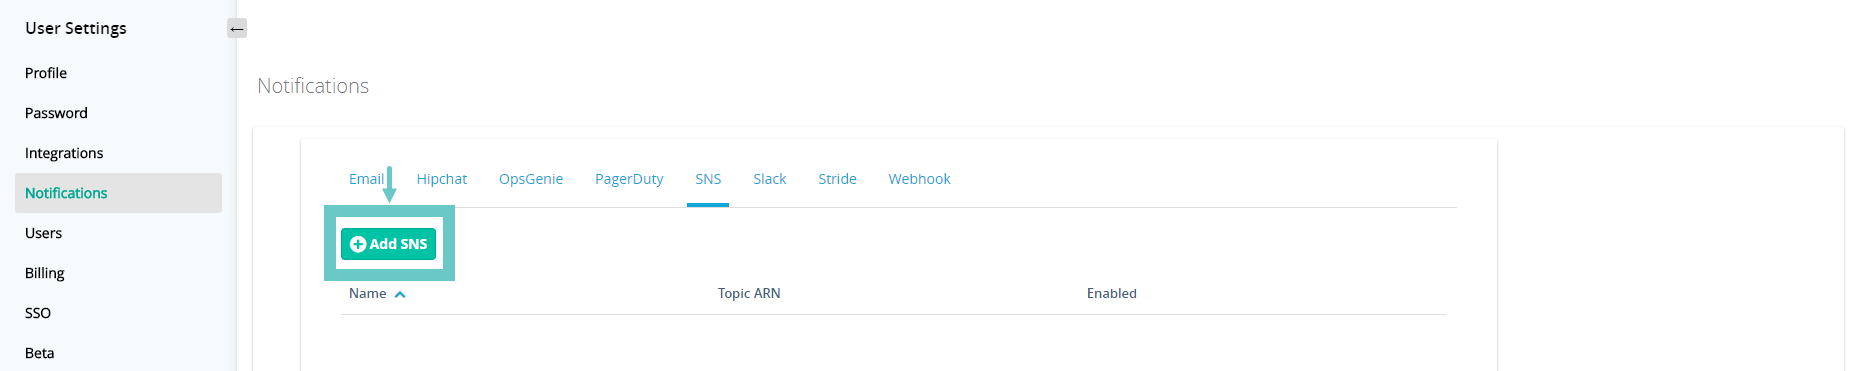 User Settings
←
Profile
Password
Integrations
Notifications
Users
Billing
SSO
Beta
Notifications
Email Hipchat OpsGenie PagerDuty SNS Slack Stride Webhook
Add SNS
Name Topic ARN Enabled